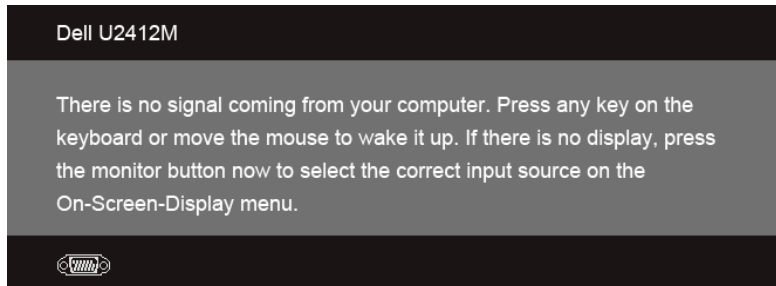 Dell U2412M
There is no signal coming from your computer. Press any key on the
keyboard or move the mouse to wake it up. If there is no display, press
the monitor button now to select the correct input source on the
On-Screen-Display menu.